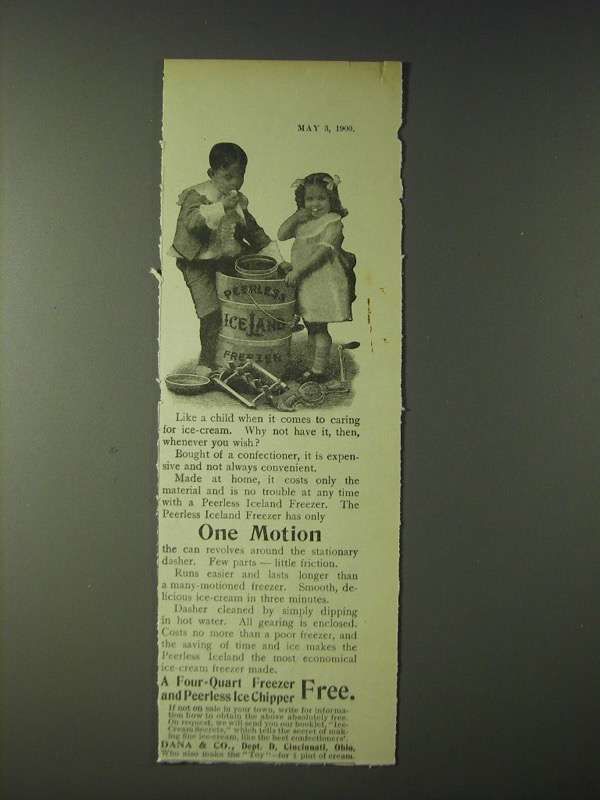 MAY 3, 1900.
PEERLESS
ICELAND
FREEZER
Like a child when it comes to caring
for ice-cream. Why not have it, then,
whenever you wish?
Bought of a confectioner, it is expen-
sive and not always convenient.
Made at home, it costs only the
material and is no trouble at any time
with a Peerless Iceland Freezer. The
Peerless Iceland Freezer has only
One Motion
the can revolves around the stationary
dasher. Few parts — little friction.
Runs easier and lasts longer than
a many-motioned freezer. Smooth, de-
licious ice-cream in three minutes.
Dasher cleaned by simply dipping
in hot water. All gearing is enclosed.
Costs no more than a poor freezer, and
the saving of time and ice makes the
Peerless Iceland the most economical
ice-cream freezer made.
A Four-Quart Freezer
and Peerless Ice Chipper Free.
If not on sale in your town, write for informa-
tion how to obtain the above absolutely free.
On request, we will send you our booklet, "Ice-
Cream Secrets," which tells the secret of mak-
ing fine ice-cream, like the best confectioners'.
DANA & CO., Dept. D, Cincinnati, Ohio.
Who also make the "Toy"—for 1 pint of cream.